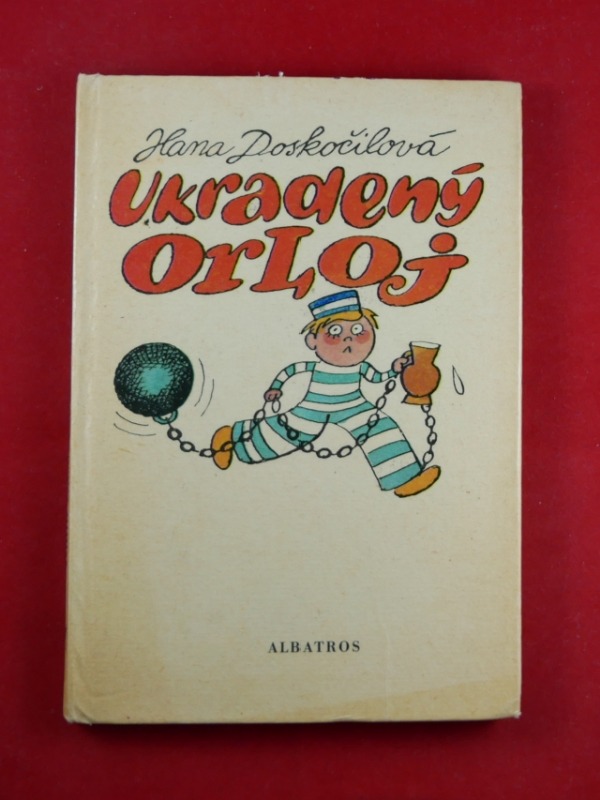 Hana Doskočilová
Ukradený
Orloj
ALBATROS